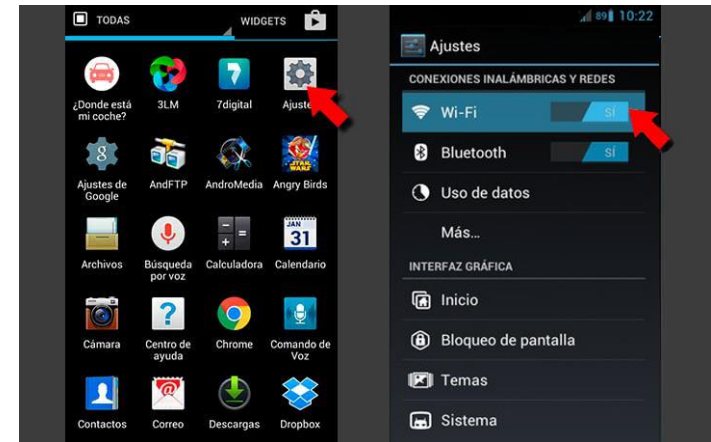 TODAS
WIDGETS
¿Donde está
mi coche?
3LM
7digital
Ajuste
Ajustes de
Google
AndFTP
AndroMedia
Angry Birds
Archivos
Búsqueda
por voz
Calculadora
JAN
31
Calendario
Cámara
Centro de
ayuda
Chrome
Comando de
Voz
Contactos
Correo
Descargas
Dropbox
89 10:22
Ajustes
CONEXIONES INALÁMBRICAS Y REDES
Wi-Fi
SÍ
Bluetooth
SÍ
Uso de datos
Más...
INTERFAZ GRÁFICA
Inicio
Bloqueo de pantalla
Temas
Sistema